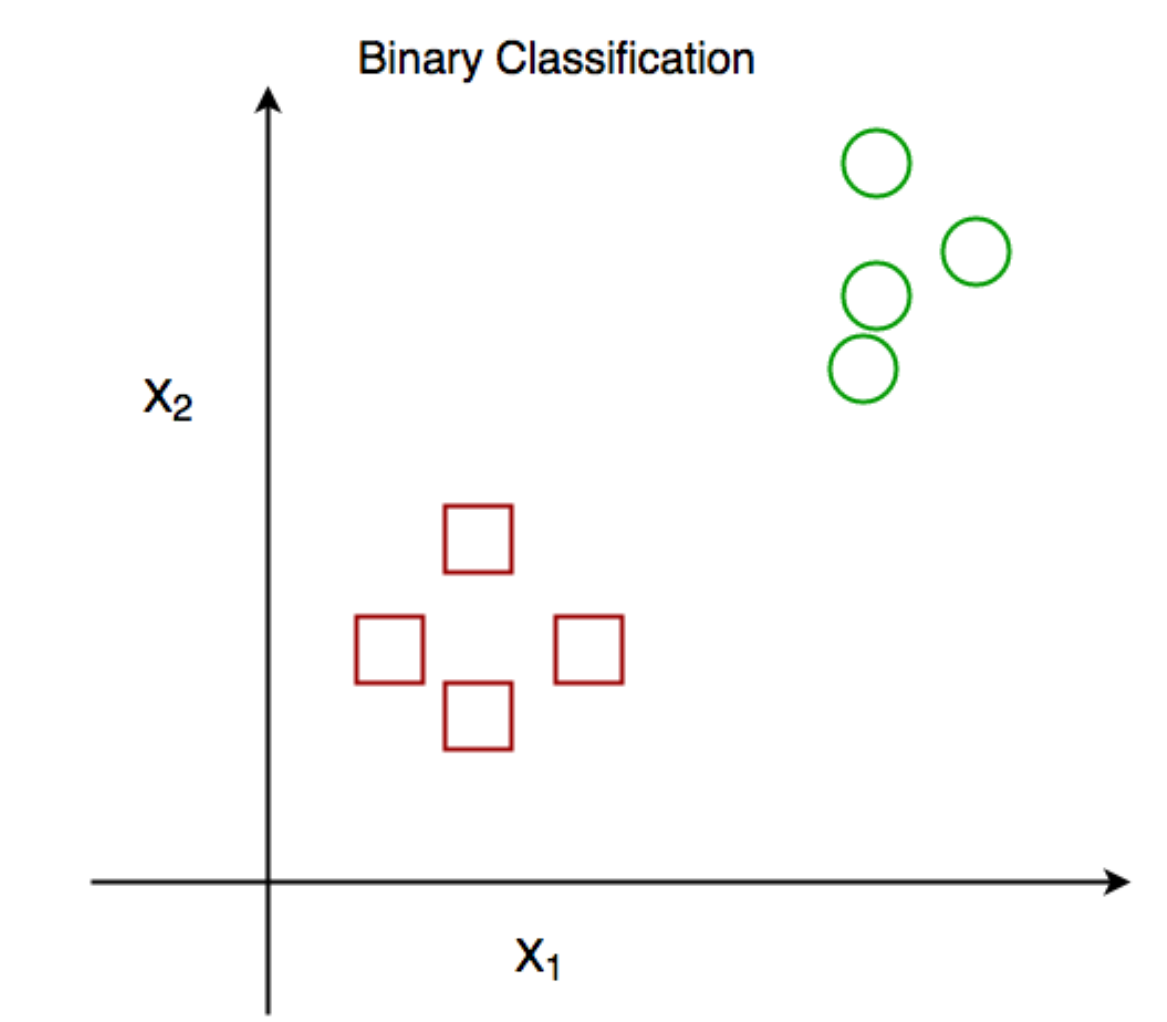 Binary Classification
X₂
X₁